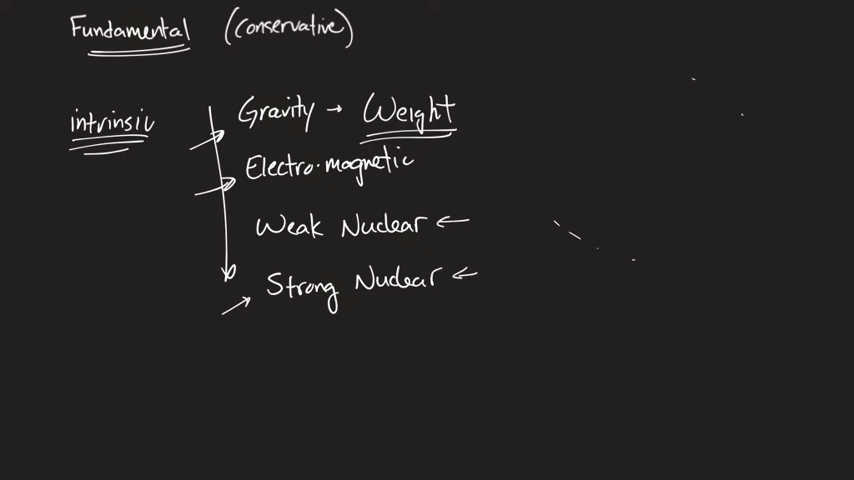 Fundamental (conservative)
intrinsic
Gravity → Weight
Electro-magnetic
Weak Nuclear ←
Strong Nuclear ←